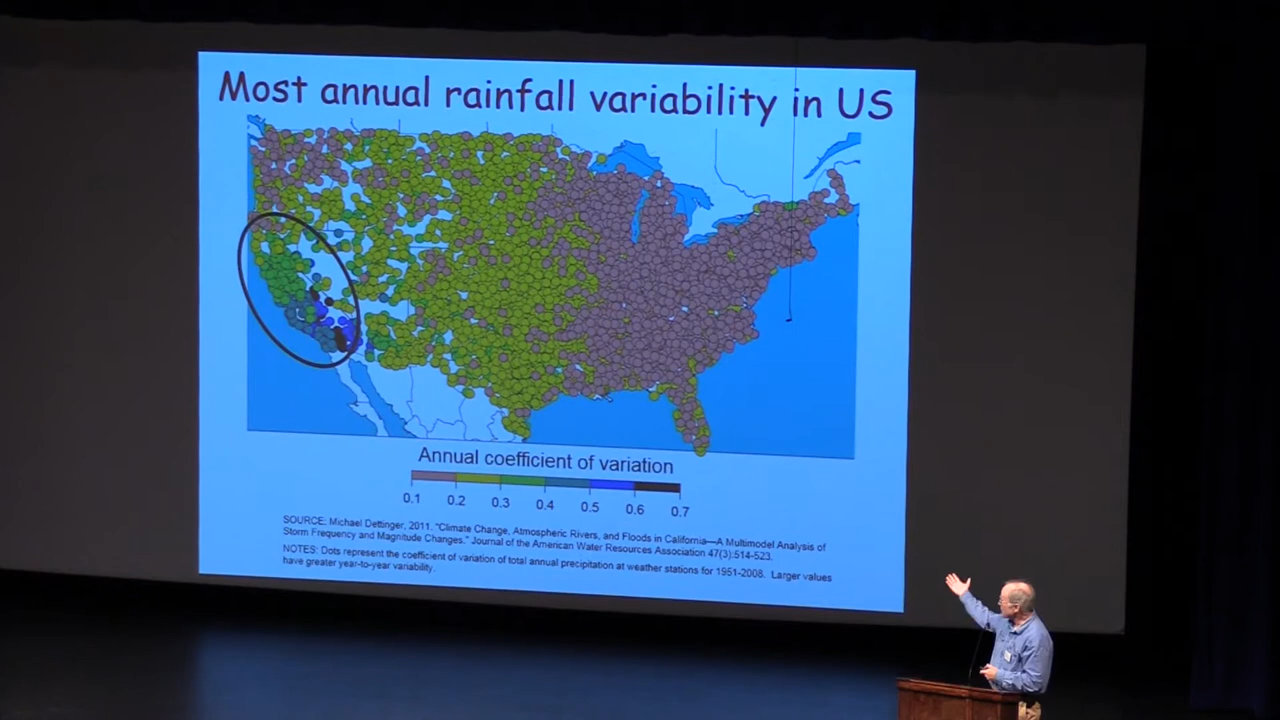 Most annual rainfall variability in US
Annual coefficient of variation
0.1 0.2 0.3 0.4 0.5 0.6 0.7
SOURCE: Michael Dettinger, 2011. "Climate Change, Atmospheric Rivers, and Floods in California—A Multimodel Analysis of
Storm Frequency and Magnitude Changes." Journal of the American Water Resources Association 47(3):514-523.
NOTES: Dots represent the coefficient of variation of total annual precipitation at weather stations for 1951-2008. Larger values
have greater year-to-year variability.